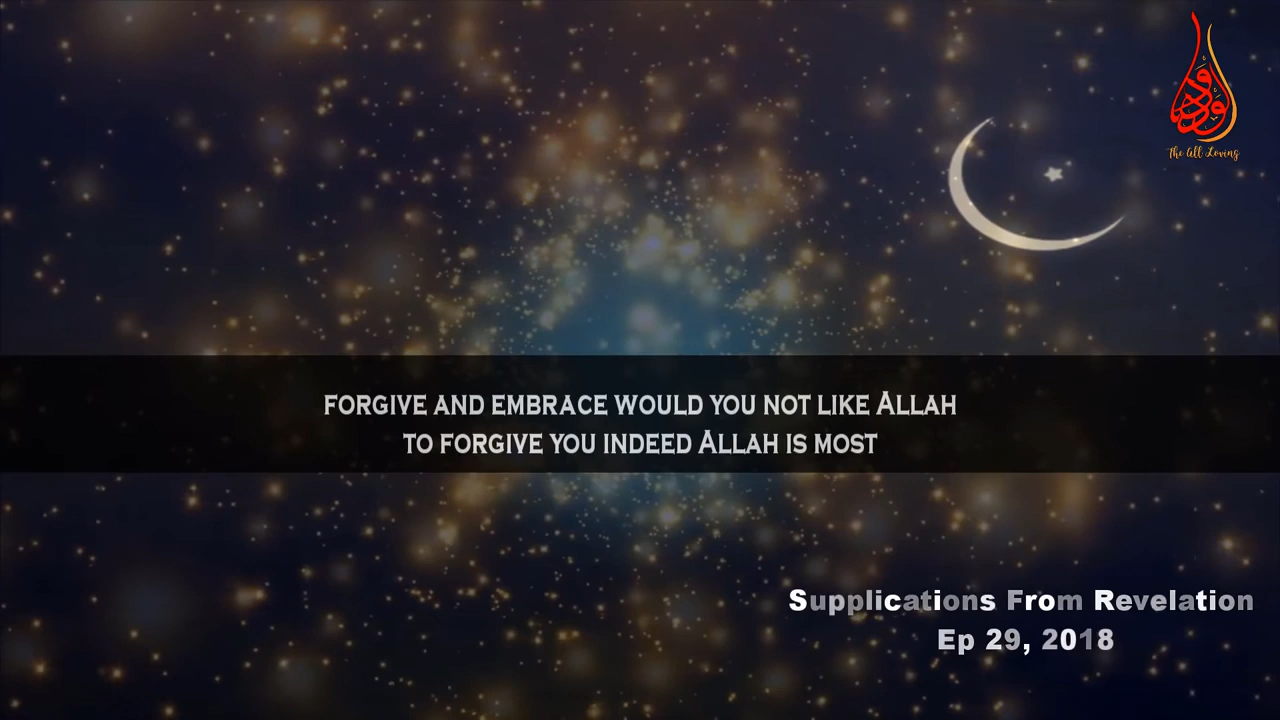 الودود
The All Loving
forgive and embrace would you not like Allah
to forgive you indeed Allah is most
Supplications From Revelation
Ep 29, 2018